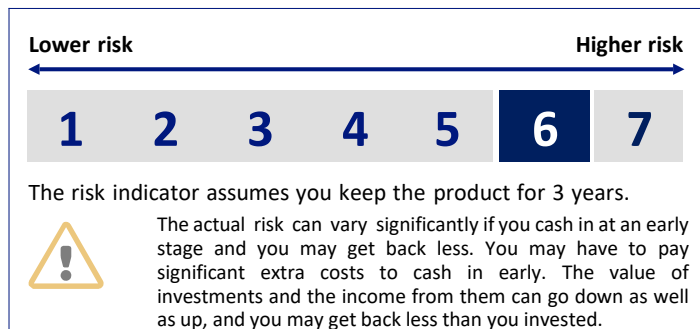 Lower risk Higher risk
1 2 3 4 5 6 7
The risk indicator assumes you keep the product for 3 years.
The actual risk can vary significantly if you cash in at an early
stage and you may get back less. You may have to pay
significant extra costs to cash in early. The value of
investments and the income from them can go down as well
as up, and you may get back less than you invested.